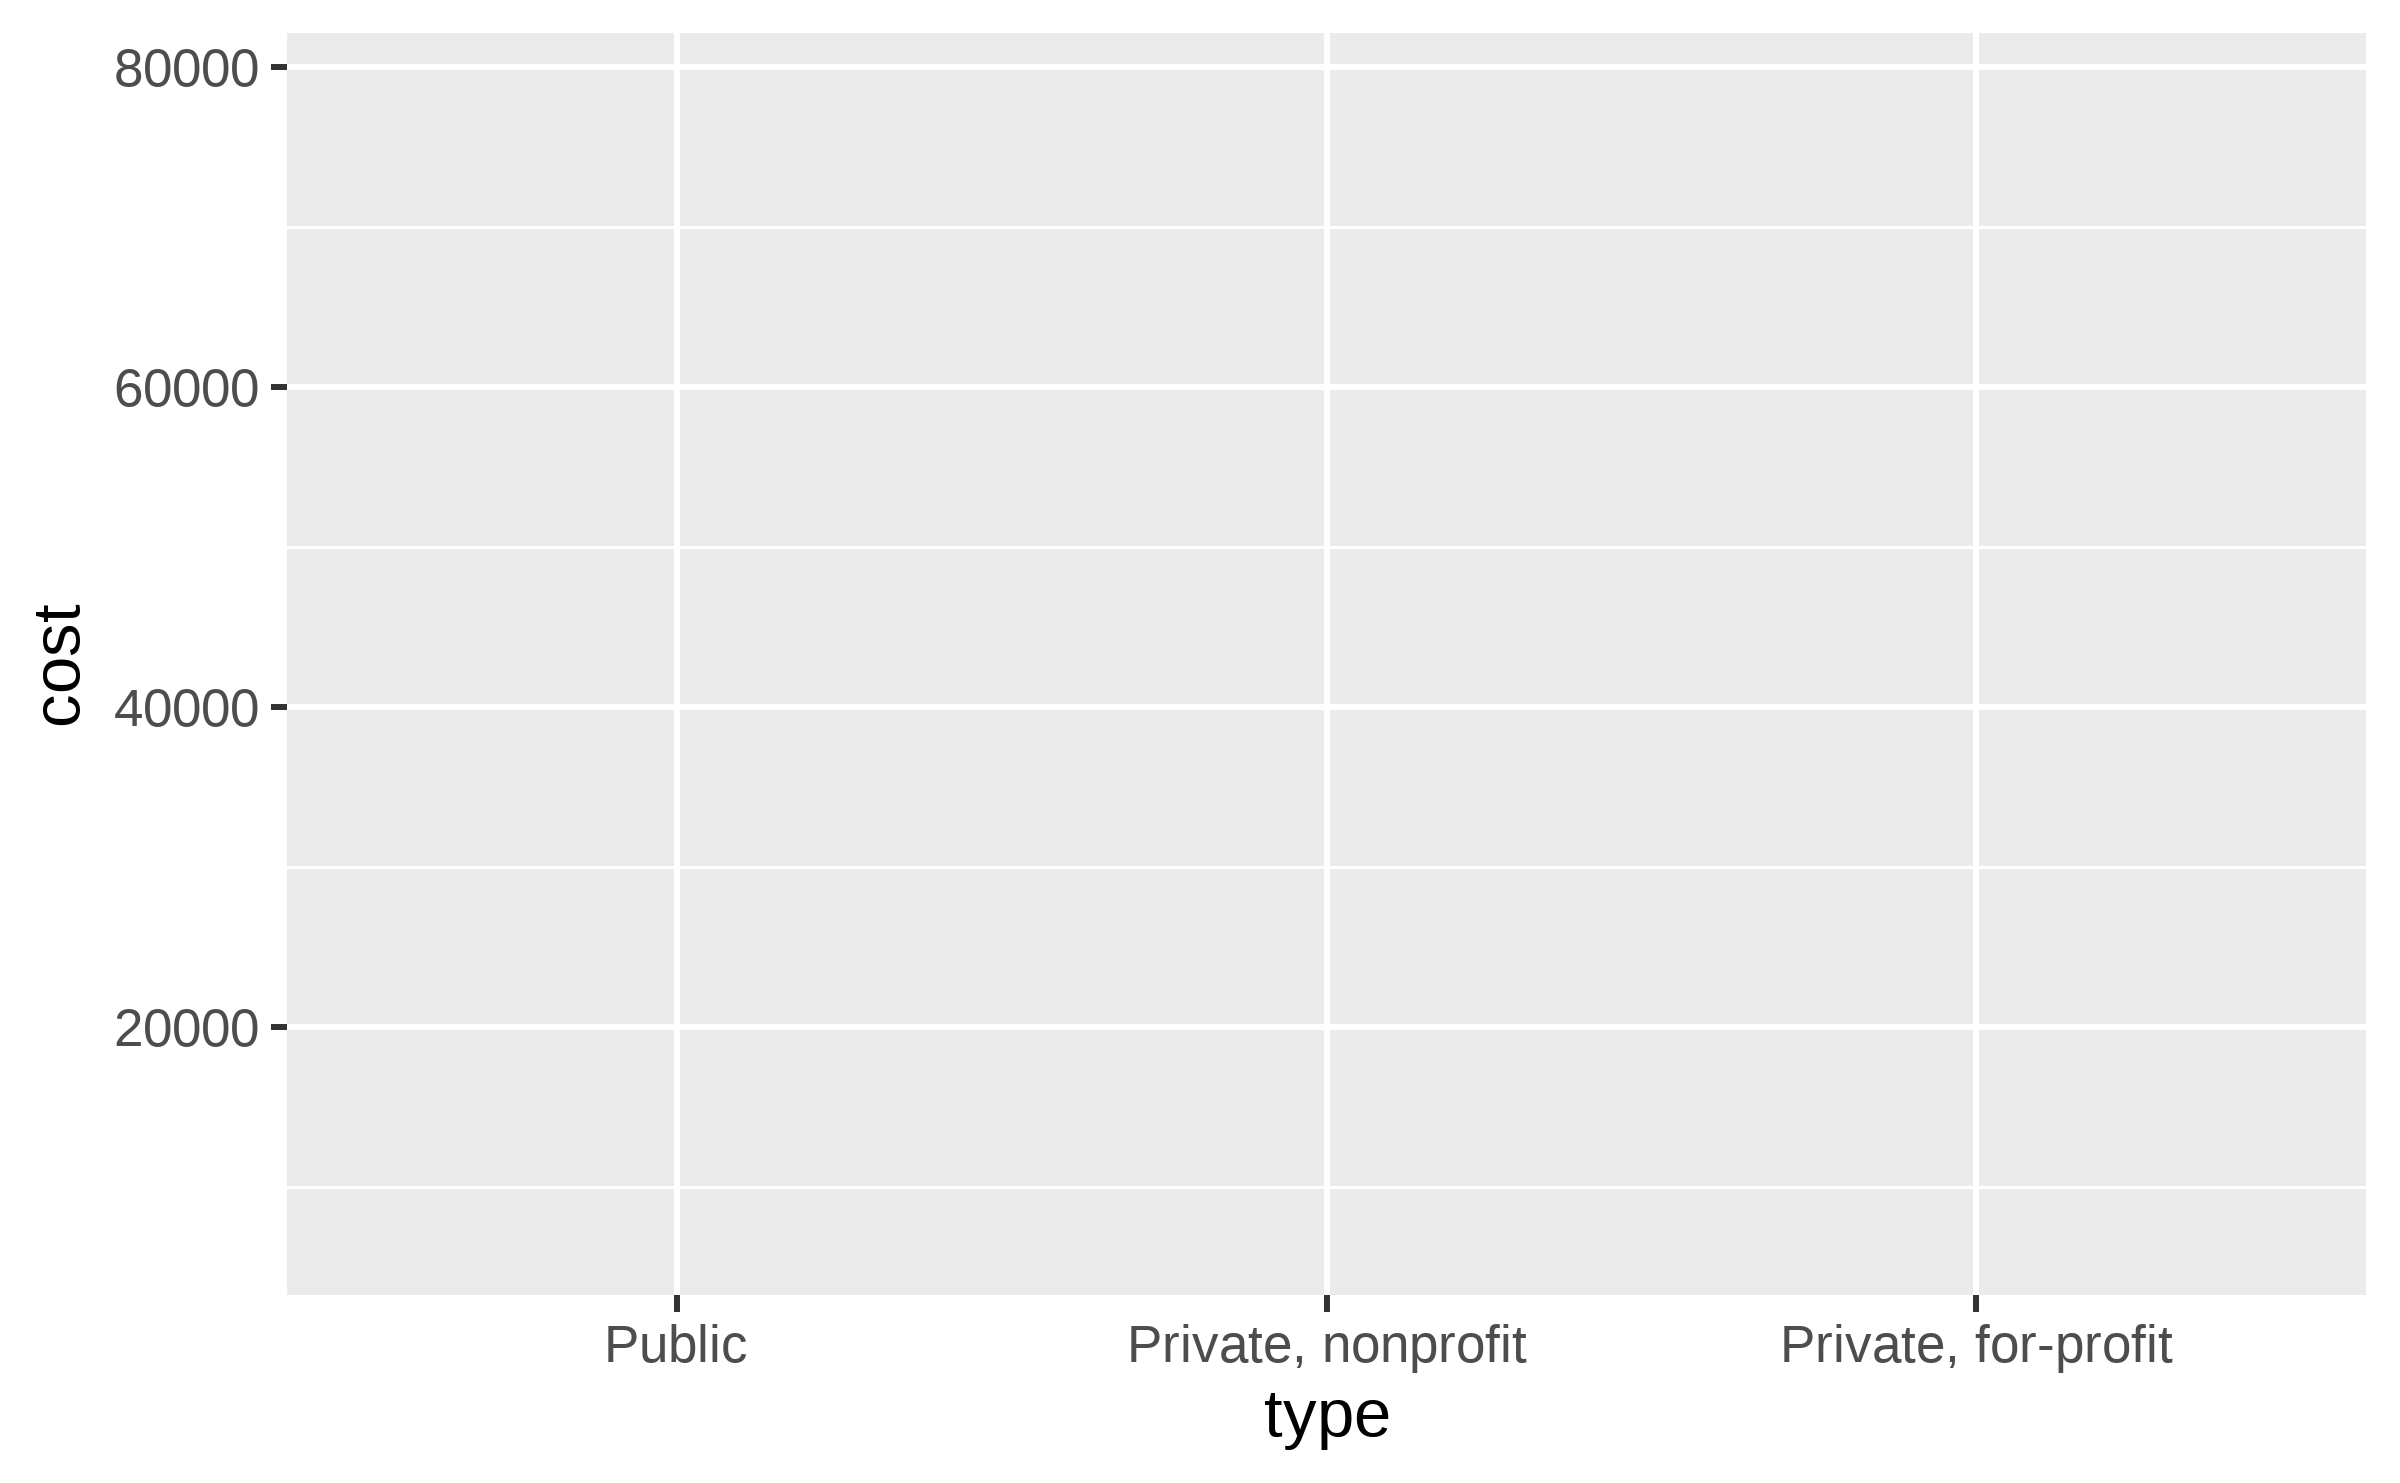 80000
60000
40000
20000
cost
Public
Private, nonprofit
Private, for-profit
type